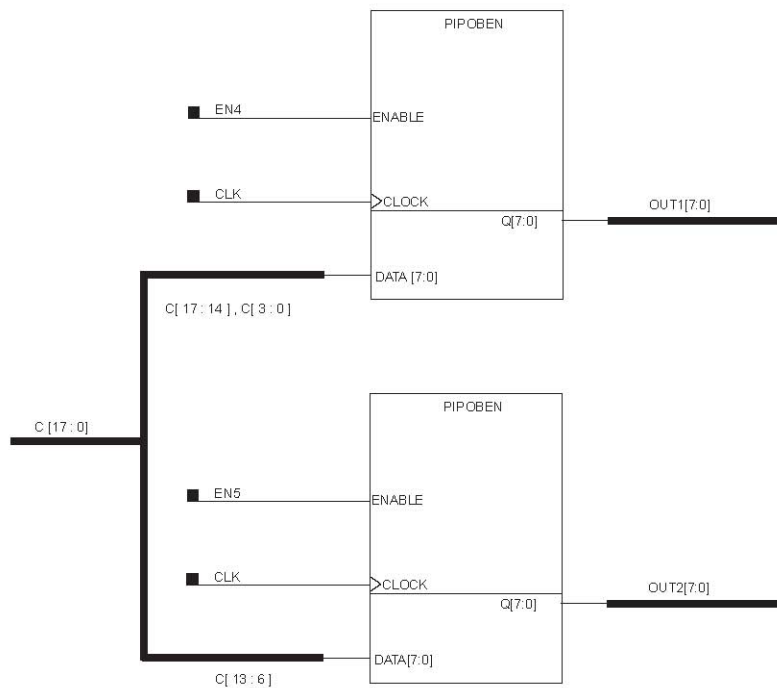 PIPOBEN
EN4
ENABLE
CLK
CLOCK
OUT1[7:0]
Q[7:0]
DATA [7:0]
C[ 17 : 14 ] , C[ 3 : 0 ]
PIPOBEN
C [17 : 0]
EN5
ENABLE
CLK
CLOCK
OUT2[7:0]
Q[7:0]
DATA[7:0]
C[ 13 : 6 ]